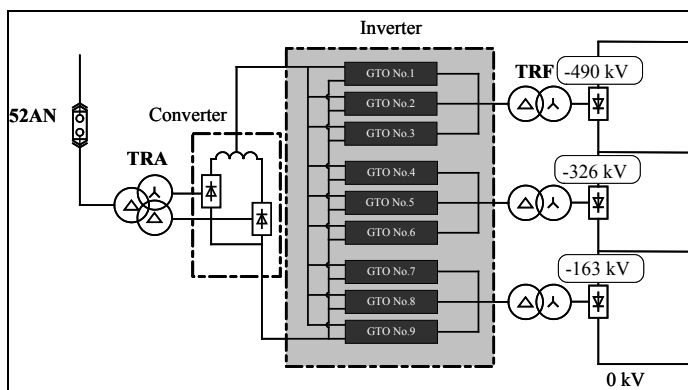 Inverter
GTO No.1
TRF
-490 kV
GTO No.2
52AN
Converter
GTO No.3
TRA
GTO No.4
-326 kV
GTO No.5
GTO No.6
-163 kV
GTO No.7
GTO No.8
GTO No.9
0 kV